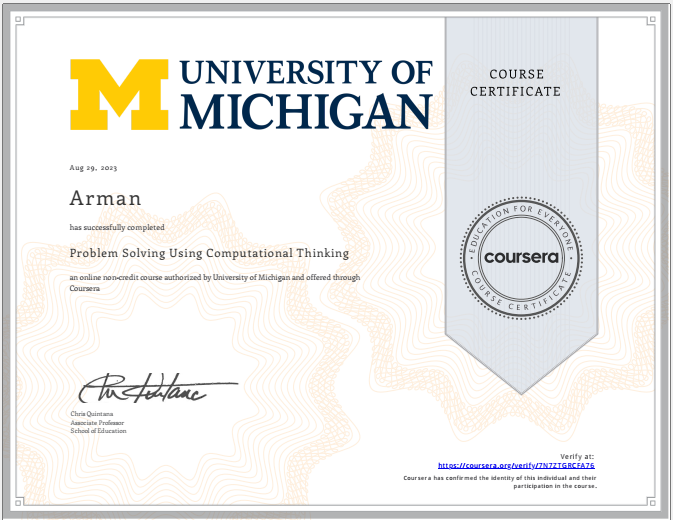 UNIVERSITY OF
MICHIGAN
COURSE
CERTIFICATE
Aug 29, 2023
Arman
has successfully completed
Problem Solving Using Computational Thinking
an online non-credit course authorized by University of Michigan and offered through
Coursera
EDUCATION FOR EVERYONE
coursera
COURSE CERTIFICATE
Chris Quintana
Associate Professor
School of Education
Verify at:
https://coursera.org/verify/7N7ZTGRCFA76
Coursera has confirmed the identity of this individual and their
participation in the course.